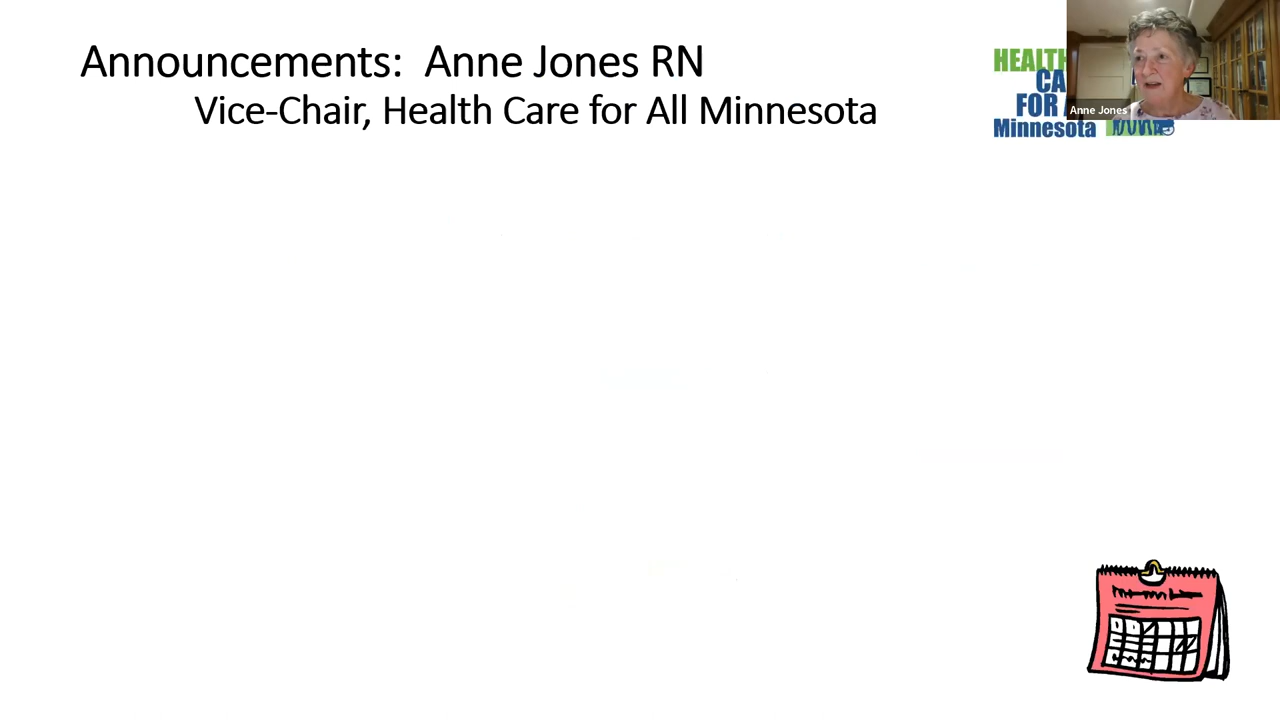 Announcements: Anne Jones RN
Vice-Chair, Health Care for All Minnesota
HEALTH
CA
FOR
Minnesota
Anne Jones